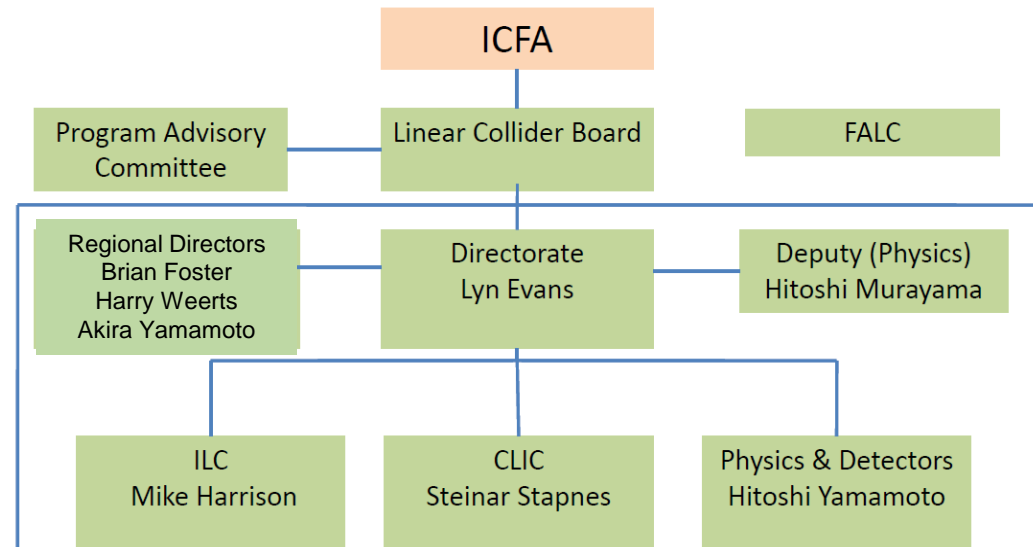 ICFA
Program Advisory
Committee
Linear Collider Board
FALC
Regional Directors
Brian Foster
Harry Weerts
Akira Yamamoto
Directorate
Lyn Evans
Deputy (Physics)
Hitoshi Murayama
ILC
Mike Harrison
CLIC
Steinar Stapnes
Physics & Detectors
Hitoshi Yamamoto